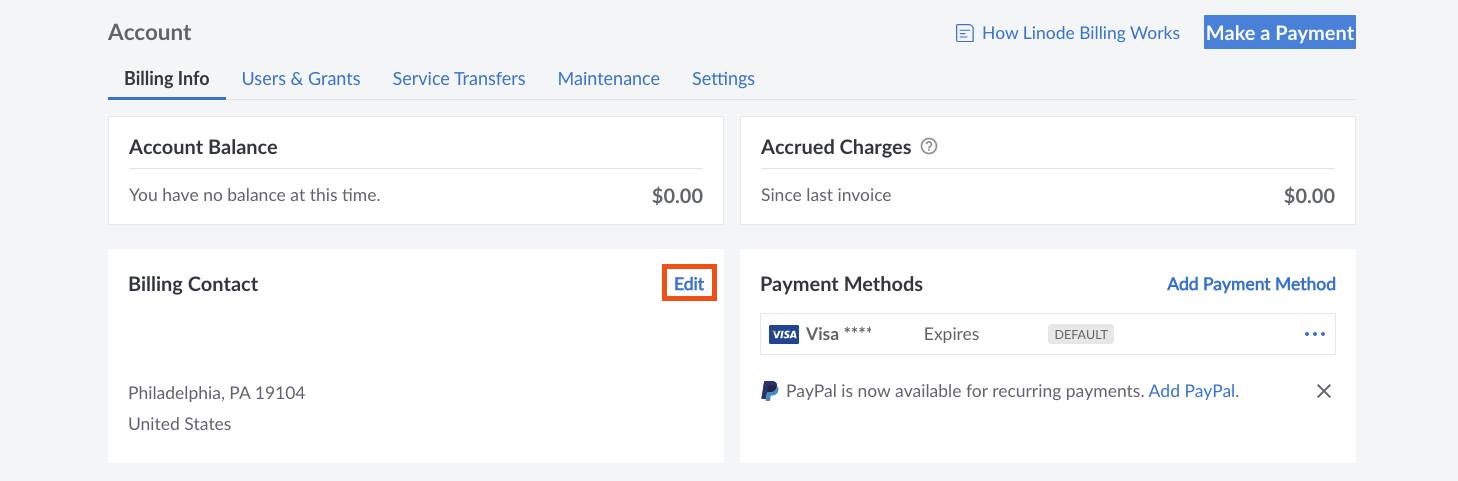 Account
How Linode Billing Works
Make a Payment
Billing Info Users & Grants Service Transfers Maintenance Settings
Account Balance
You have no balance at this time. $0.00
Accrued Charges ?
Since last invoice $0.00
Billing Contact Edit
Philadelphia, PA 19104
United States
Payment Methods Add Payment Method
VISA Visa **** Expires DEFAULT ...
PayPal is now available for recurring payments. Add PayPal.